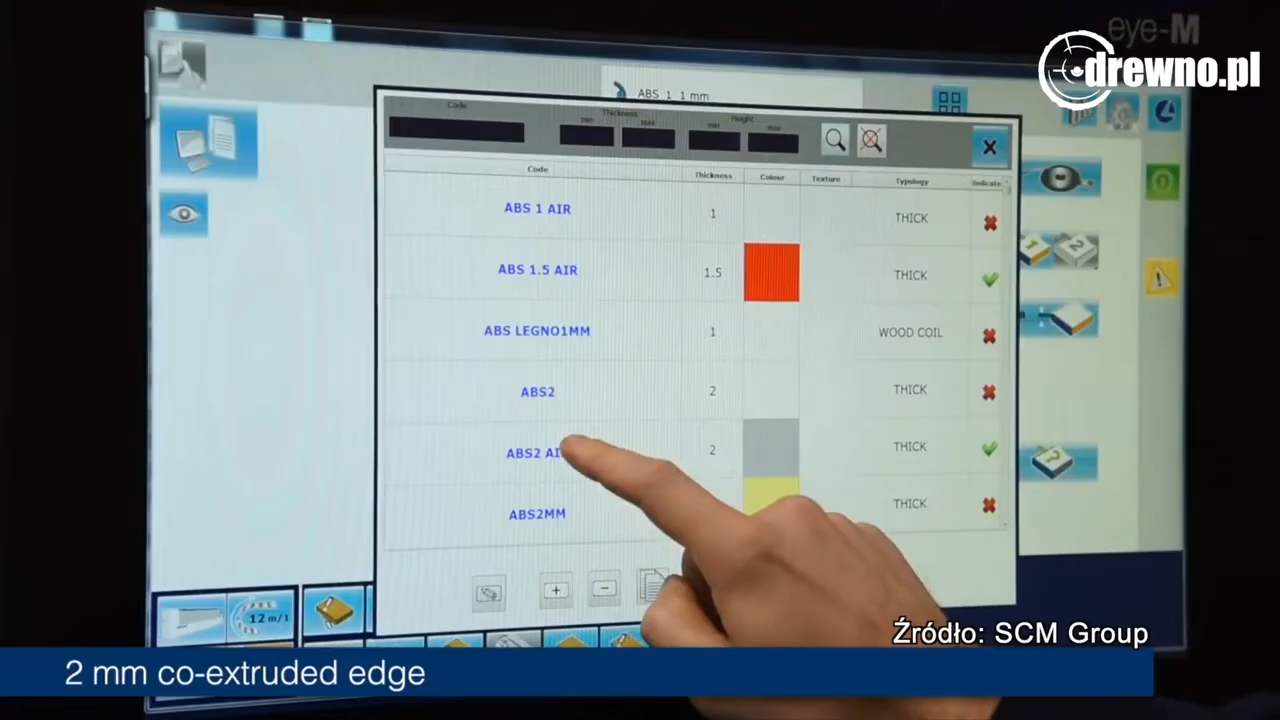 eye-M
drewno.pl
ABS 1 1 mm
Code
Thickness
Height
min
max
min
max
Code
Thickness
Colour
Texture
Typology
Delicate
ABS 1 AIR
1
THICK
ABS 1.5 AIR
1.5
THICK
ABS LEGNO1MM
1
WOOD COIL
ABS2
2
THICK
ABS2
2
THICK
ABS2MM
THICK
1
2
12 m/
Źródło: SCM Group
2 mm co-extruded edge